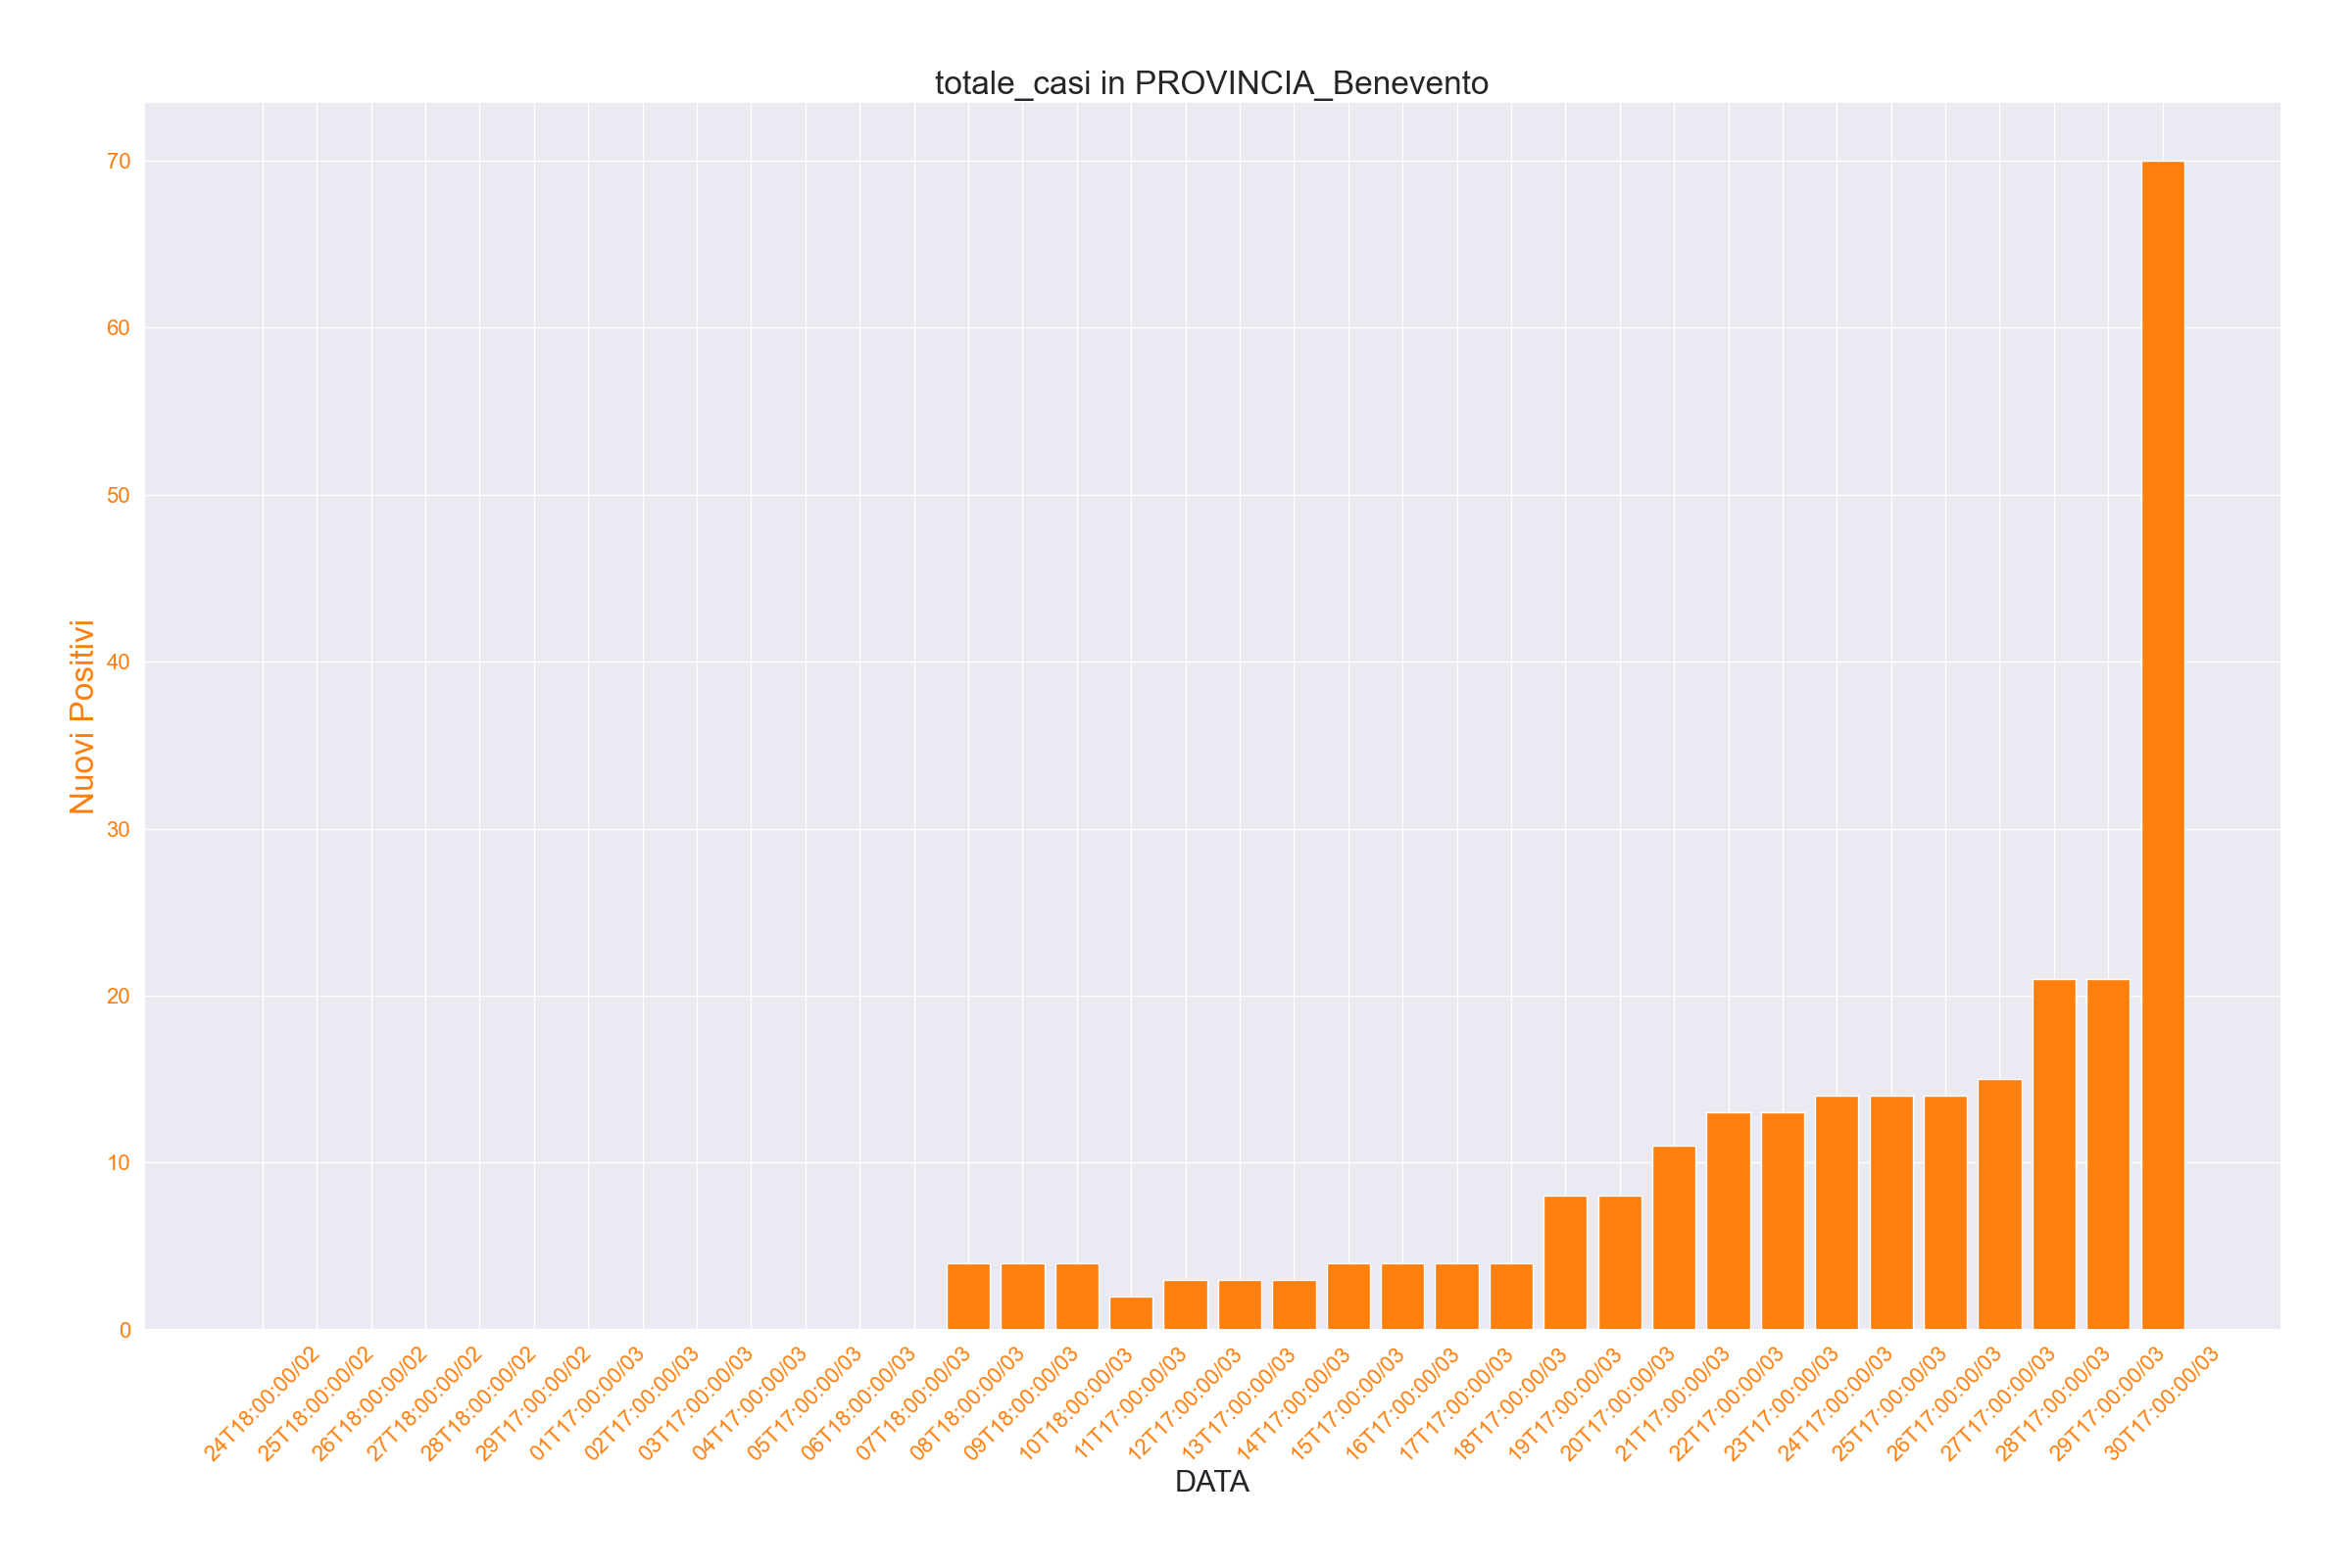 totale_casi in PROVINCIA_Benevento
Nuovi Positivi
70
60
50
40
30
20
10
0
24T18:00:00/02
25T18:00:00/02
26T18:00:00/02
27T18:00:00/02
28T18:00:00/02
29T17:00:00/02
01T17:00:00/03
02T17:00:00/03
03T17:00:00/03
04T17:00:00/03
05T17:00:00/03
06T18:00:00/03
07T18:00:00/03
08T18:00:00/03
09T18:00:00/03
10T18:00:00/03
11T17:00:00/03
12T17:00:00/03
13T17:00:00/03
14T17:00:00/03
15T17:00:00/03
16T17:00:00/03
17T17:00:00/03
18T17:00:00/03
19T17:00:00/03
20T17:00:00/03
21T17:00:00/03
22T17:00:00/03
23T17:00:00/03
24T17:00:00/03
25T17:00:00/03
26T17:00:00/03
27T17:00:00/03
28T17:00:00/03
29T17:00:00/03
30T17:00:00/03
DATA